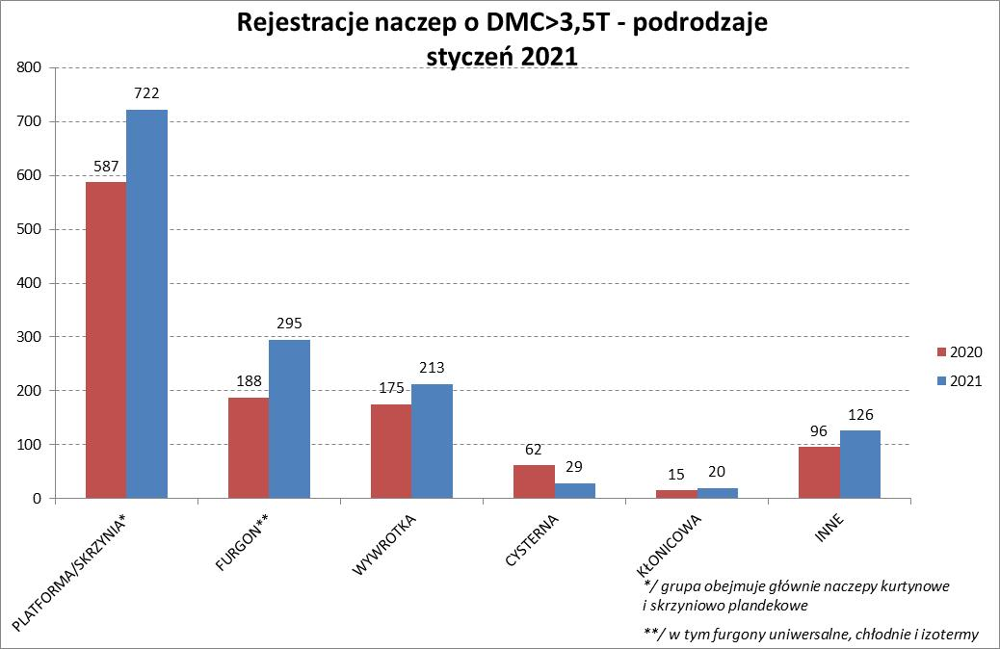 Rejestracje naczep o DMC>3,5T - podrodzaje
styczeń 2021
800
700
600
500
400
300
200
100
0
587
722
188
295
175
213
62
29
15
20
96
126
PLATFORMA/SKRZYNIA*
FURGON**
WYWROTKA
CYSTERNA
KŁONICOWA
INNE
2020
2021
*/ grupa obejmuje głównie naczepy kurtynowe
i skrzyniowo plandekowe
**/ w tym furgony uniwersalne, chłodnie i izotermy